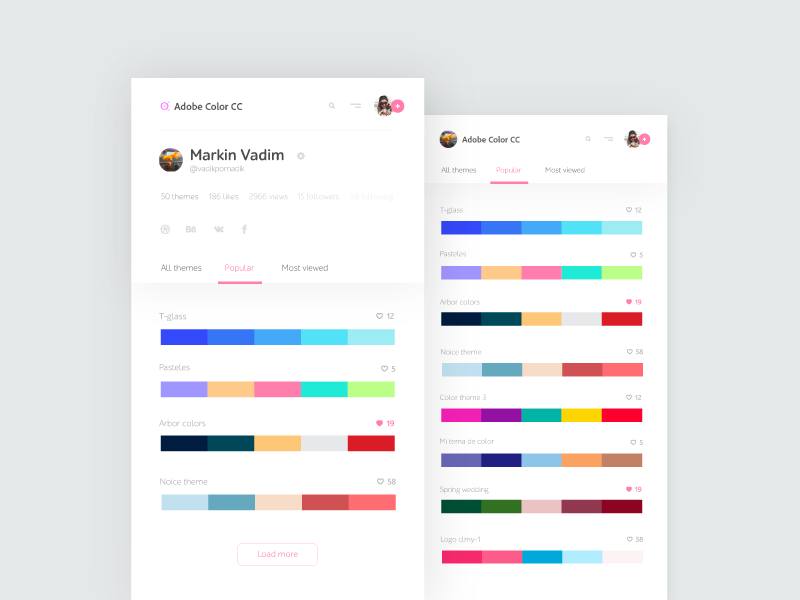 Adobe Color CC
Markin Vadim
@vadikpomadik
50 themes 186 likes 2966 views 15 followers
Bē
All themes Popular Most viewed
T-glass 12
Pasteles 5
Arbor colors 19
Noice theme 58
Load more
Adobe Color CC
All themes Popular Most viewed
T-glass 12
Pasteles 5
Arbor colors 19
Noice theme 58
Color theme 3 12
Mi tema de color 5
Spring wedding 19
Logo d,my-1 58